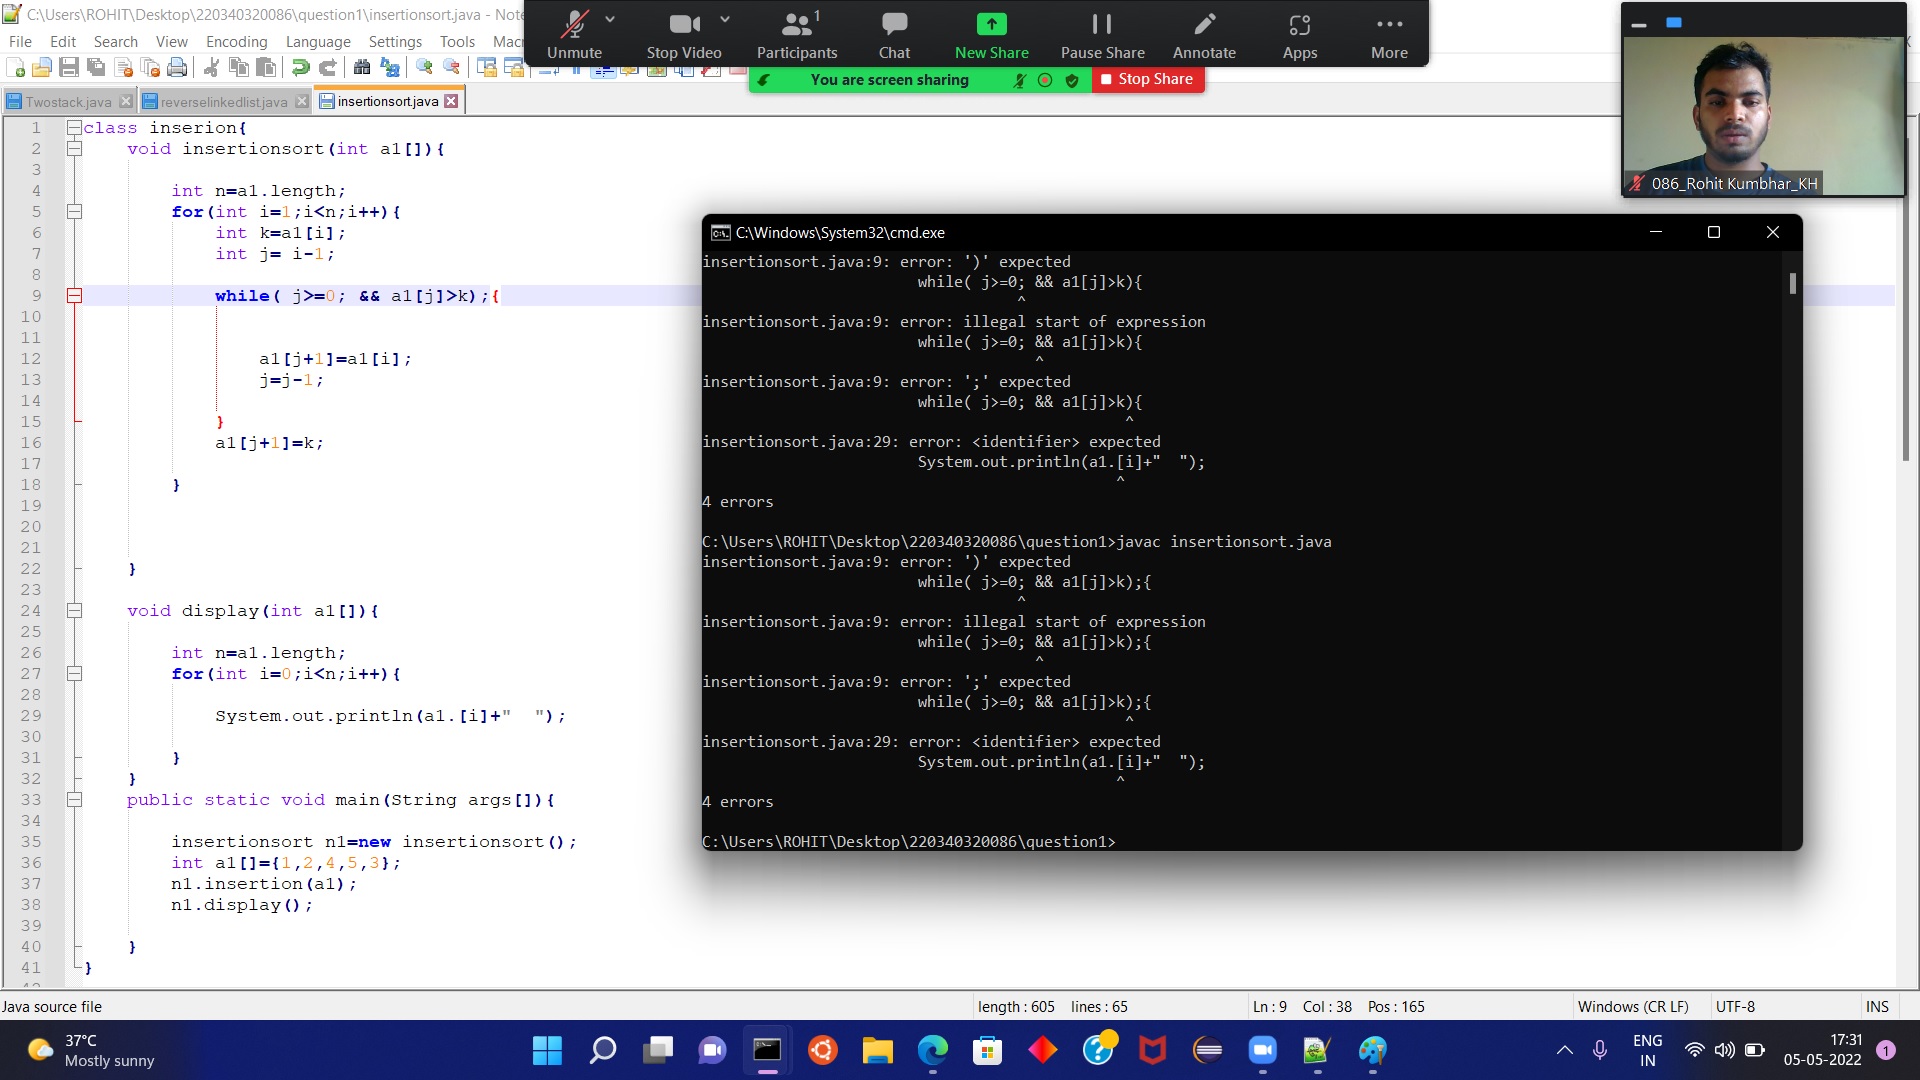 C:\Users\ROHIT\Desktop\220340320086\question1\insertionsort.java - Note
File Edit Search View Encoding Language Settings Tools Mac
Unmute Stop Video Participants 1 Chat New Share Pause Share Annotate Apps More
You are screen sharing Stop Share
086_Rohit Kumbhar_KH
Twostack.java reverselinkedlist.java insertionsort.java
1 class inserion{
2 void insertionsort(int a1[]){
3
4 int n=a1.length;
5 for(int i=1;i<n;i++){
6 int k=a1[i];
7 int j= i-1;
8
9 while( j>=0; && a1[j]>k);{
10
11
12 a1[j+1]=a1[i];
13 j=j-1;
14
15 }
16 a1[j+1]=k;
17
18 }
19
20
21
22 }
23
24 void display(int a1[]){
25
26 int n=a1.length;
27 for(int i=0;i<n;i++){
28
29 System.out.println(a1.[i]+"  ");
30
31 }
32 }
33 public static void main(String args[]){
34
35 insertionsort n1=new insertionsort();
36 int a1[]={1,2,4,5,3};
37 n1.insertion(a1);
38 n1.display();
39
40 }
41 }
C:\Windows\System32\cmd.exe
insertionsort.java:9: error: ')' expected
while( j>=0; && a1[j]>k){
^
insertionsort.java:9: error: illegal start of expression
while( j>=0; && a1[j]>k){
^
insertionsort.java:9: error: ';' expected
while( j>=0; && a1[j]>k){
^
insertionsort.java:29: error: <identifier> expected
System.out.println(a1.[i]+"  ");
^
4 errors
C:\Users\ROHIT\Desktop\220340320086\question1>javac insertionsort.java
insertionsort.java:9: error: ')' expected
while( j>=0; && a1[j]>k);{
^
insertionsort.java:9: error: illegal start of expression
while( j>=0; && a1[j]>k);{
^
insertionsort.java:9: error: ';' expected
while( j>=0; && a1[j]>k);{
^
insertionsort.java:29: error: <identifier> expected
System.out.println(a1.[i]+"  ");
^
4 errors
C:\Users\ROHIT\Desktop\220340320086\question1>
Java source file length : 605 lines : 65 Ln : 9 Col : 38 Pos : 165 Windows (CR LF) UTF-8 INS
37°C
Mostly sunny
ENG
IN
17:31
05-05-2022
1